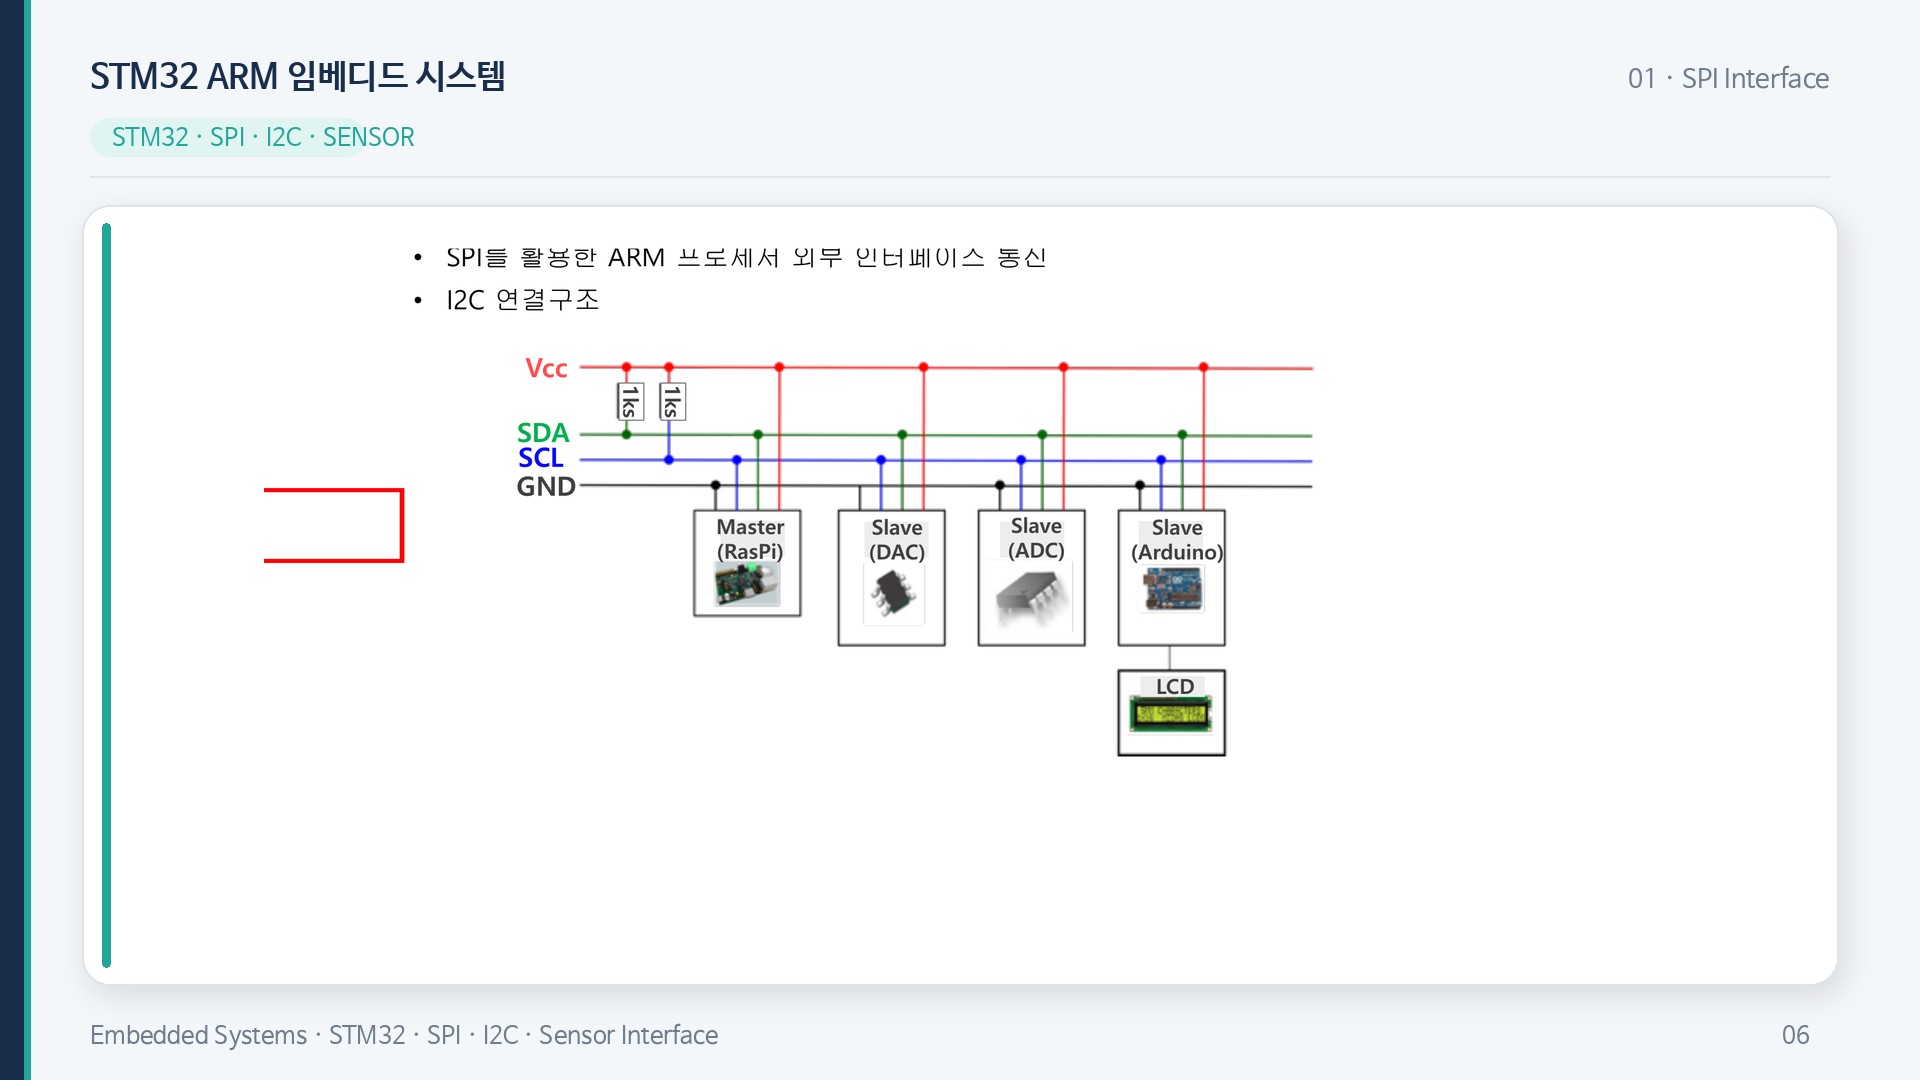 STM32 ARM 임베디드 시스템
01 · SPI Interface
STM32 · SPI · I2C · SENSOR
• SPI를 활용한 ARM 프로세서 외부 인터페이스 통신
• I2C 연결구조
Vcc
1ks 1ks
SDA
SCL
GND
Master
(RasPi)
Slave
(DAC)
Slave
(ADC)
Slave
(Arduino)
LCD
Embedded Systems · STM32 · SPI · I2C · Sensor Interface
06